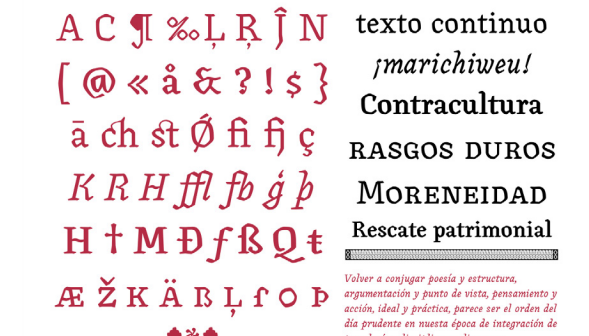 A C ¶ ‰ Ļ Ŗ Ĵ N
{ @ « å & ? ! $ }
ā ch st Ǿ fi fj ç
K R H ffl fb ģ þ
H † M Đ ƒ ß Q ŧ
Æ Ž K Ä ß Ļ ſ O Þ
texto continuo
¡marichiweu!
Contracultura
RASGOS DUROS
MORENEIDAD
Rescate patrimonial
Volver a conjugar poesía y estructura,
argumentación y punto de vista, pensamiento y
acción, ideal y práctica, parece ser el orden del
día prudente en nuesta época de integración de